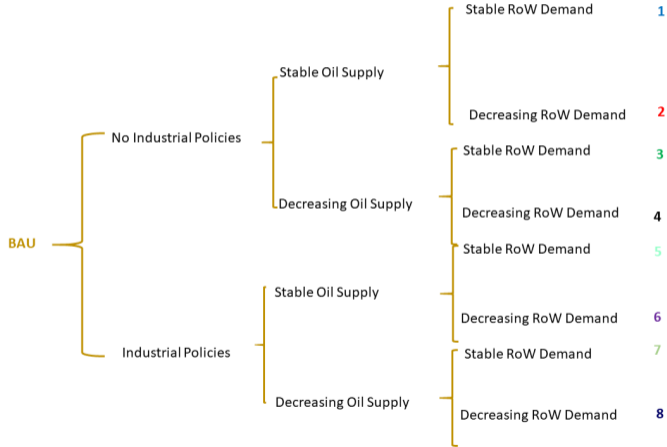 Stable RoW Demand 1
Stable Oil Supply
Decreasing RoW Demand 2
No Industrial Policies
Stable RoW Demand 3
Decreasing Oil Supply
Decreasing RoW Demand 4
BAU
Stable RoW Demand 5
Stable Oil Supply
Decreasing RoW Demand 6
Industrial Policies
Stable RoW Demand 7
Decreasing Oil Supply
Decreasing RoW Demand 8